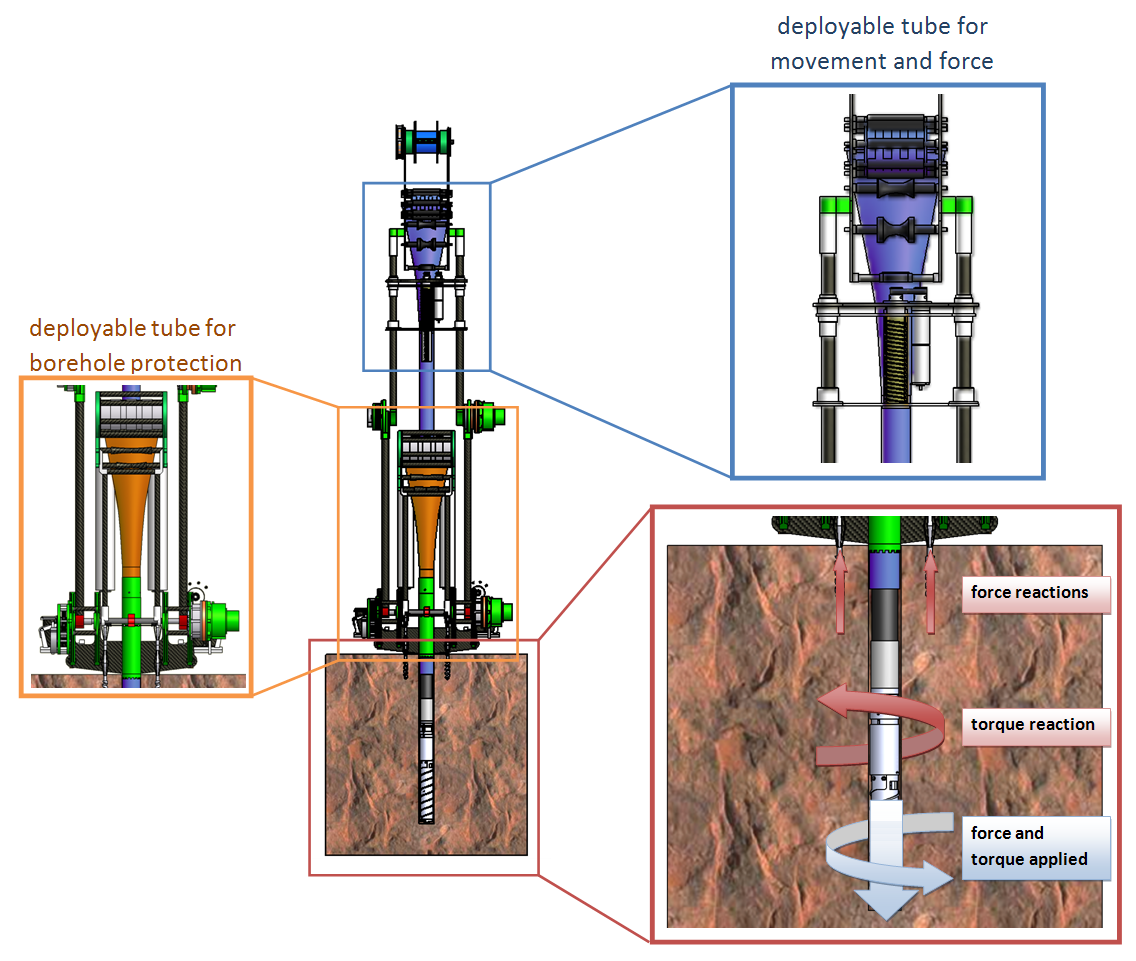 deployable tube for
movement and force
deployable tube for
borehole protection
force reactions
torque reaction
force and
torque applied